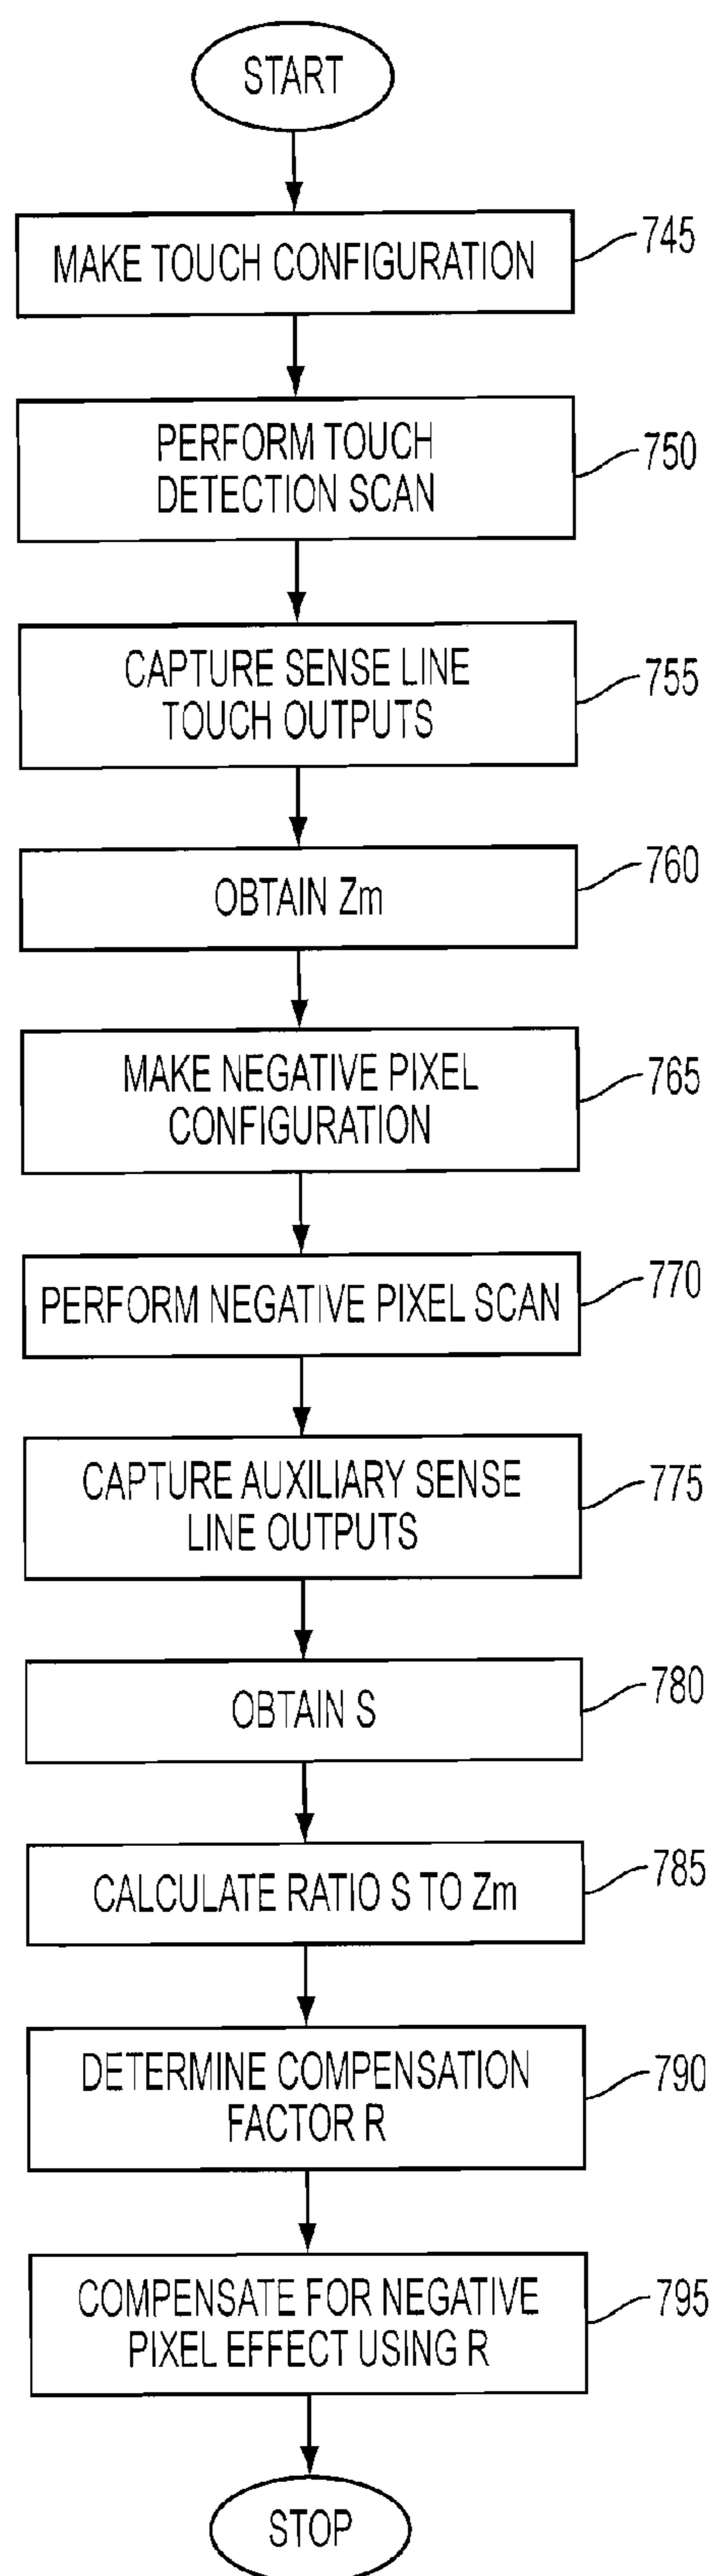 START
MAKE TOUCH CONFIGURATION
745
PERFORM TOUCH
DETECTION SCAN
750
CAPTURE SENSE LINE
TOUCH OUTPUTS
755
OBTAIN Zm
760
MAKE NEGATIVE PIXEL
CONFIGURATION
765
PERFORM NEGATIVE PIXEL SCAN
770
CAPTURE AUXILIARY SENSE
LINE OUTPUTS
775
OBTAIN S
780
CALCULATE RATIO S TO Zm
785
DETERMINE COMPENSATION
FACTOR R
790
COMPENSATE FOR NEGATIVE
PIXEL EFFECT USING R
795
STOP